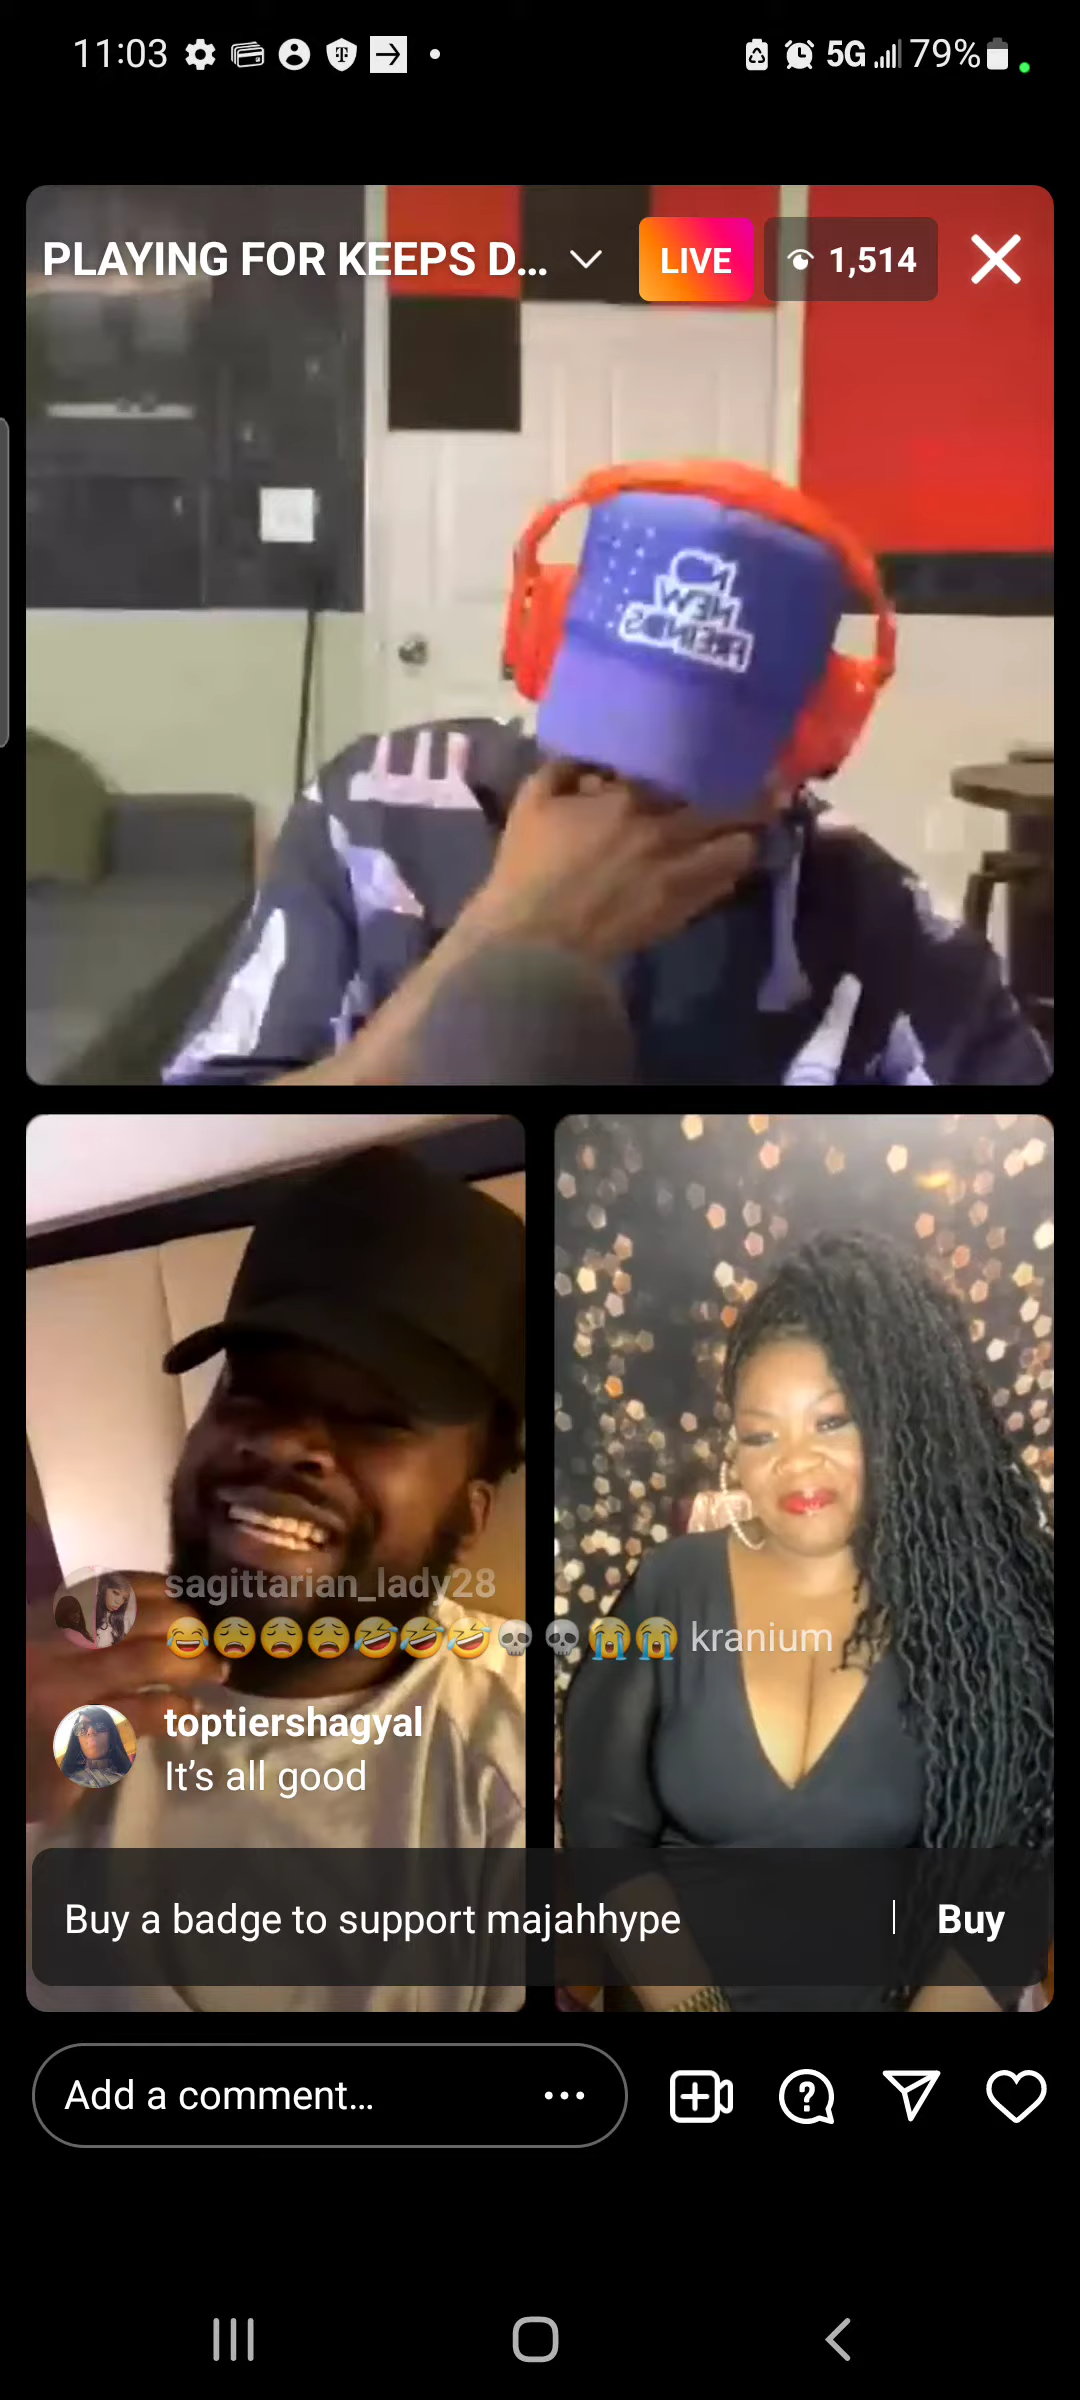 11:03
5G 79%
PLAYING FOR KEEPS D...
LIVE
1,514
NO
NEW
FREINDS
sagittarian_lady28
😂😩😩😩🤣🤣🤣💀💀😭😭 kranium
toptiershagyal
It’s all good
Buy a badge to support majahhype
Buy
Add a comment...